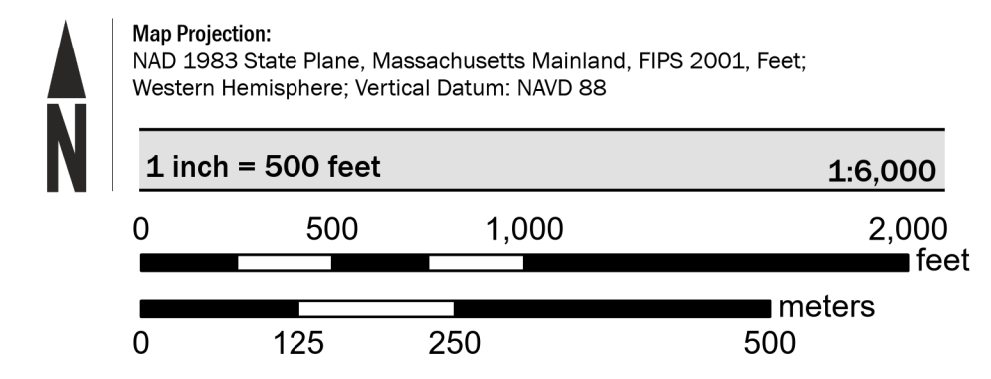 Map Projection:
NAD 1983 State Plane, Massachusetts Mainland, FIPS 2001, Feet;
Western Hemisphere; Vertical Datum: NAVD 88
N
1 inch = 500 feet 1:6,000
0 500 1,000 2,000
feet
meters
0 125 250 500